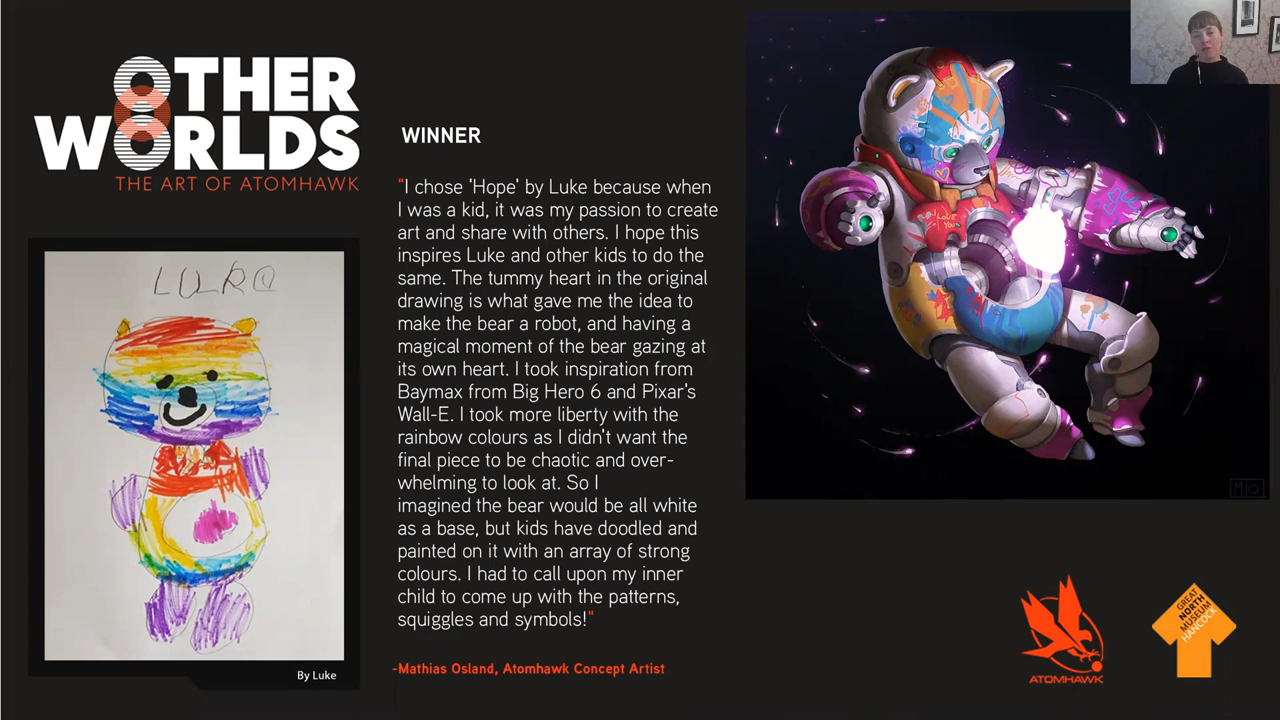 OTHER
WORLDS
THE ART OF ATOMHAWK
LUKE
By Luke
WINNER
"I chose 'Hope' by Luke because when
I was a kid, it was my passion to create
art and share with others. I hope this
inspires Luke and other kids to do the
same. The tummy heart in the original
drawing is what gave me the idea to
make the bear a robot, and having a
magical moment of the bear gazing at
its own heart. I took inspiration from
Baymax from Big Hero 6 and Pixar's
Wall-E. I took more liberty with the
rainbow colours as I didn't want the
final piece to be chaotic and over-
whelming to look at. So I
imagined the bear would be all white
as a base, but kids have doodled and
painted on it with an array of strong
colours. I had to call upon my inner
child to come up with the patterns,
squiggles and symbols!"
-Mathias Osland, Atomhawk Concept Artist
I LOVE
YOU
MO
ATOMHAWK
GREAT
NORTH
MUSEUM
HANCOCK